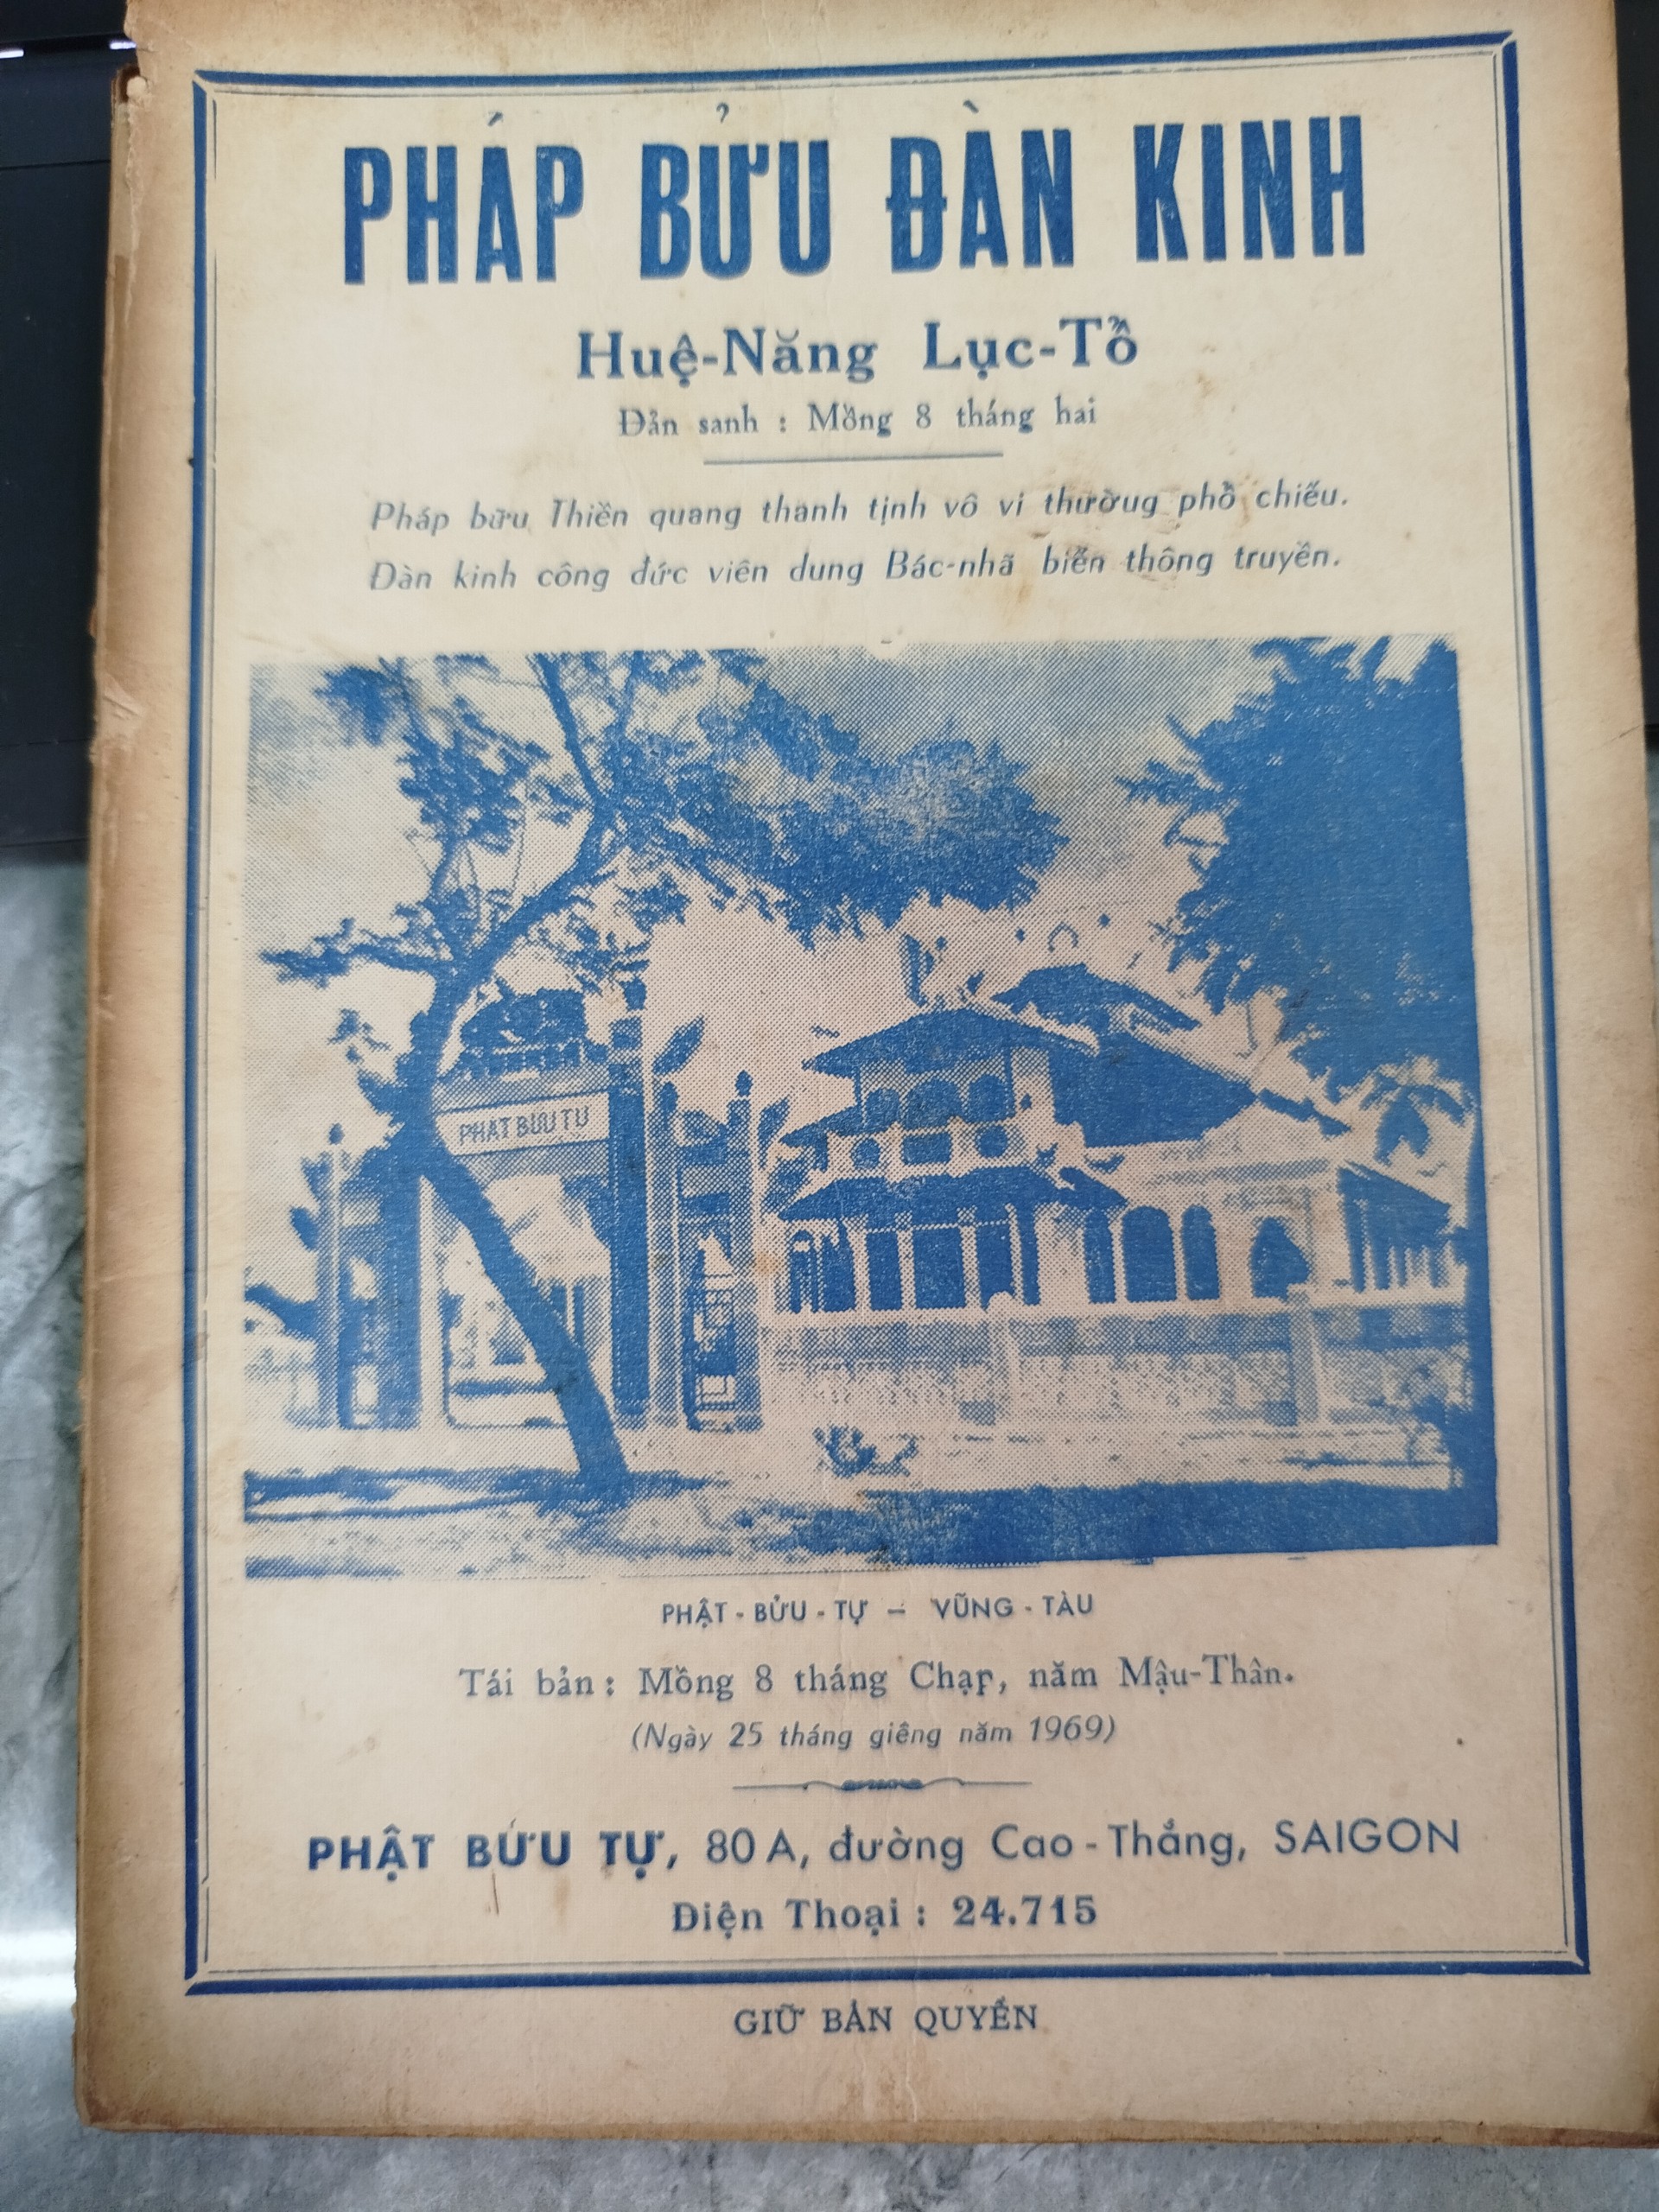 PHÁP BỬU ĐÀN KINH
Huệ-Năng Lục-Tổ
Đản sanh : Mồng 8 tháng hai
Pháp bữu Thiền quang thanh tịnh vô vi thườug phổ chiếu.
Đàn kinh công đức viên dung Bác-nhã biến thông truyền.
PHAT BUU TU
PHẬT - BỬU - TỰ — VŨNG - TÀU
Tái bản : Mồng 8 tháng Chạp, năm Mậu-Thân.
(Ngày 25 tháng giêng năm 1969)
PHẬT BỬU TỰ, 80 A, đường Cao - Thắng, SAIGON
Điện Thoại : 24.715
GIỮ BẢN QUYỀN